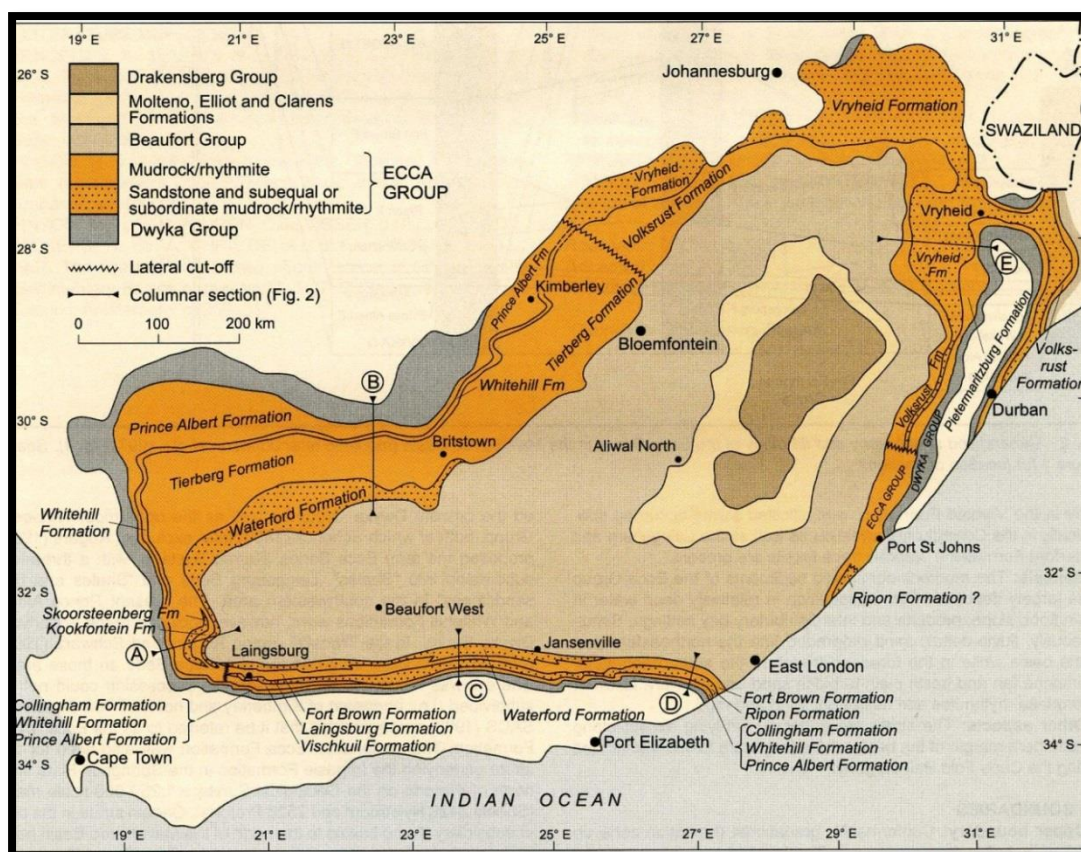 19° E
21° E
23° E
25° E
27° E
29° E
31° E
26° S
28° S
30° S
32° S
34° S
Drakensberg Group
Molteno, Elliot and Clarens
Formations
Beaufort Group
Mudrock/rhythmite
Sandstone and subequal or
subordinate mudrock/rhythmite
ECCA
GROUP
Dwyka Group
Lateral cut-off
Columnar section (Fig. 2)
0 100 200 km
Johannesburg
Vryheid Formation
SWAZILAND
Vryheid
Formation
Volksrust Formation
Vryheid
Vryheid
Fm
E
Prince Albert Fm
Kimberley
Tierberg Formation
Bloemfontein
Whitehill Fm
Pietermaritzburg Formation
Volks-
rust
Formation
Volksrust Fm
Durban
B
Prince Albert Formation
Britstown
Tierberg Formation
Aliwal North
DWYKA GROUP
ECCA GROUP
Waterford Formation
Whitehill
Formation
Port St Johns
32° S
Ripon Formation ?
Skoorsteenberg Fm
Kookfontein Fm
Beaufort West
A
Laingsburg
Jansenville
East London
C
D
Collingham Formation
Whitehill Formation
Prince Albert Formation
Fort Brown Formation
Laingsburg Formation
Vischkuil Formation
Waterford Formation
Fort Brown Formation
Ripon Formation
Collingham Formation
Whitehill Formation
Prince Albert Formation
Port Elizabeth
34° S
Cape Town
INDIAN OCEAN
19° E
21° E
23° E
25° E
27° E
29° E
31° E